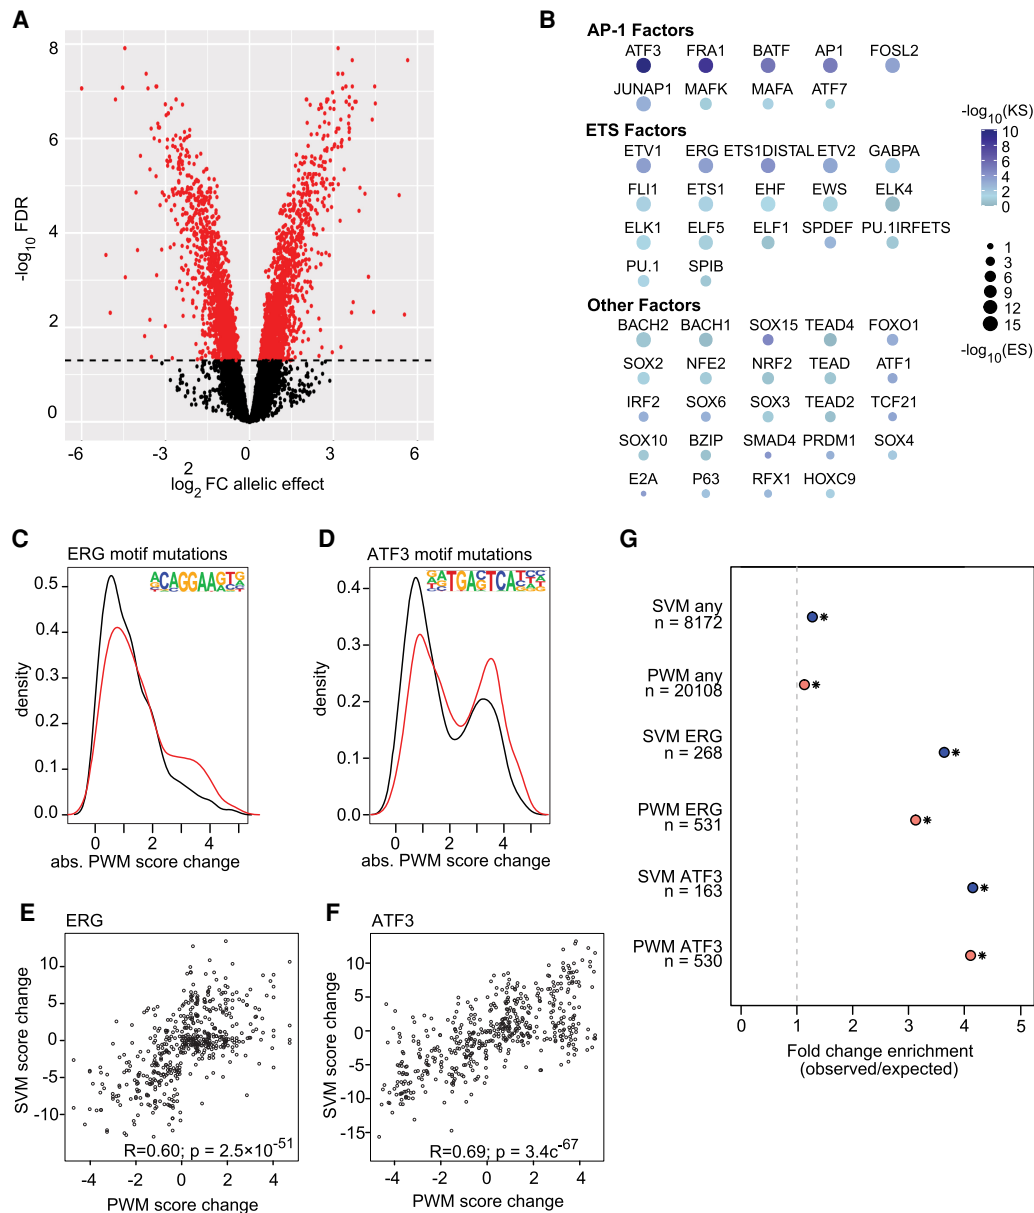 A
8
6
4
2
0
-log10 FDR
-6
-3
0
3
6
2
log2 FC allelic effect
B
AP-1 Factors
ATF3 FRA1 BATF AP1 FOSL2
JUNAP1 MAFK MAFA ATF7
ETS Factors
ETV1 ERG ETS1DISTAL ETV2 GABPA
FLI1 ETS1 EHF EWS ELK4
ELK1 ELF5 ELF1 SPDEF PU.1IRFETS
PU.1 SPIB
Other Factors
BACH2 BACH1 SOX15 TEAD4 FOXO1
SOX2 NFE2 NRF2 TEAD ATF1
IRF2 SOX6 SOX3 TEAD2 TCF21
SOX10 BZIP SMAD4 PRDM1 SOX4
E2A P63 RFX1 HOXC9
-log10(KS)
10
8
6
4
2
0
1
3
6
9
12
15
-log10(ES)
C
ERG motif mutations
0.5
0.4
0.3
0.2
0.1
0.0
density
0 2 4
abs. PWM score change
D
ATF3 motif mutations
0.4
0.3
0.2
0.1
0.0
density
0 2 4
abs. PWM score change
E
ERG
10
5
0
-5
-10
SVM score change
R=0.60; p = 2.5×10-51
-4 -2 0 2 4
PWM score change
F
ATF3
10
5
0
-5
-10
-15
SVM score change
R=0.69; p = 3.4c-67
-4 -2 0 2 4
PWM score change
G
SVM any
n = 8172
*
PWM any
n = 20108
*
SVM ERG
n = 268
*
PWM ERG
n = 531
*
SVM ATF3
n = 163
*
PWM ATF3
n = 530
*
0 1 2 3 4 5
Fold change enrichment
(observed/expected)